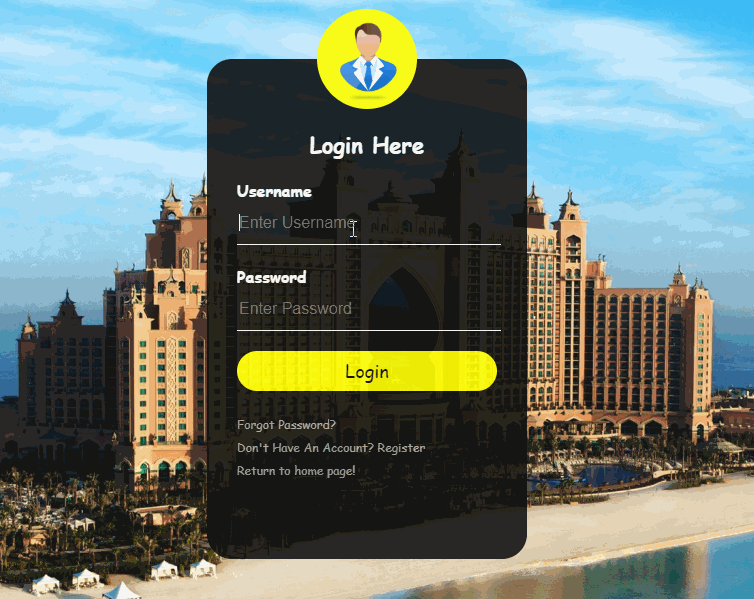 Login Here
Username
Enter Username
Password
Enter Password
Login
Forgot Password?
Don't Have An Account? Register
Return to home page!